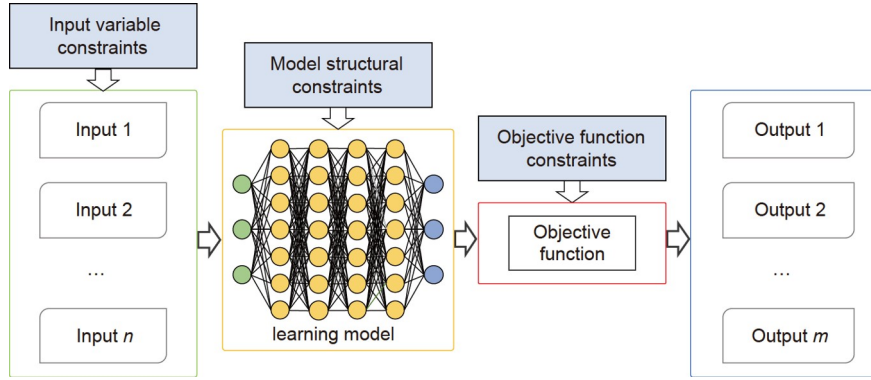 Input variable
constraints
Model structural
constraints
Objective function
constraints
Input 1
Input 2
...
Input n
learning model
Objective
function
Output 1
Output 2
...
Output m